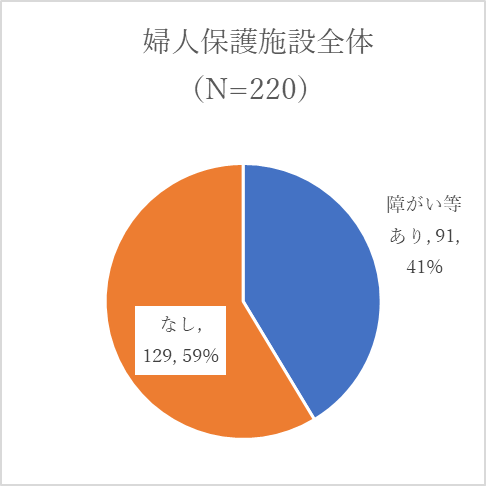 婦人保護施設全体
（N=220）
障がい等
あり, 91,
41%
なし,
129, 59%